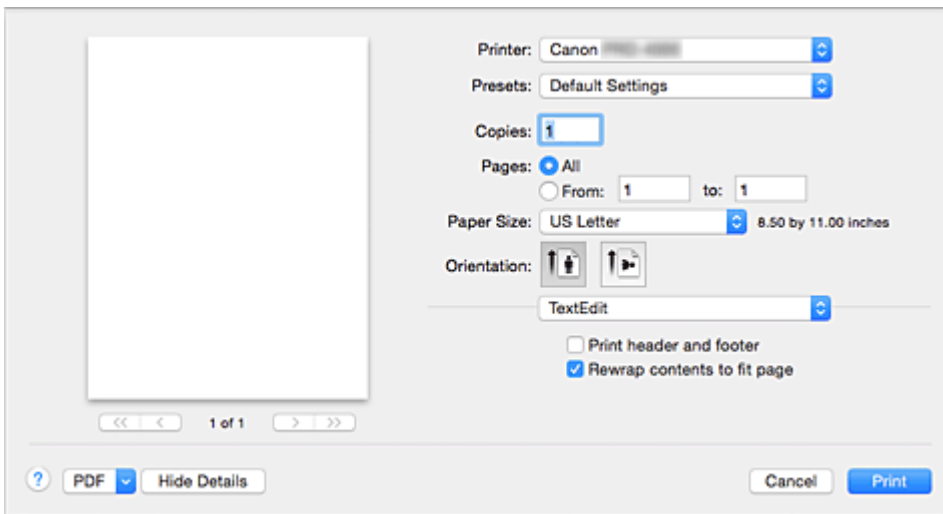 Printer: Canon
Presets: Default Settings
Copies: 1
Pages: All
From: 1 to: 1
Paper Size: US Letter 8.50 by 11.00 inches
Orientation:
TextEdit
Print header and footer
Rewrap contents to fit page
<< < 1 of 1 > >>
? PDF Hide Details Cancel Print